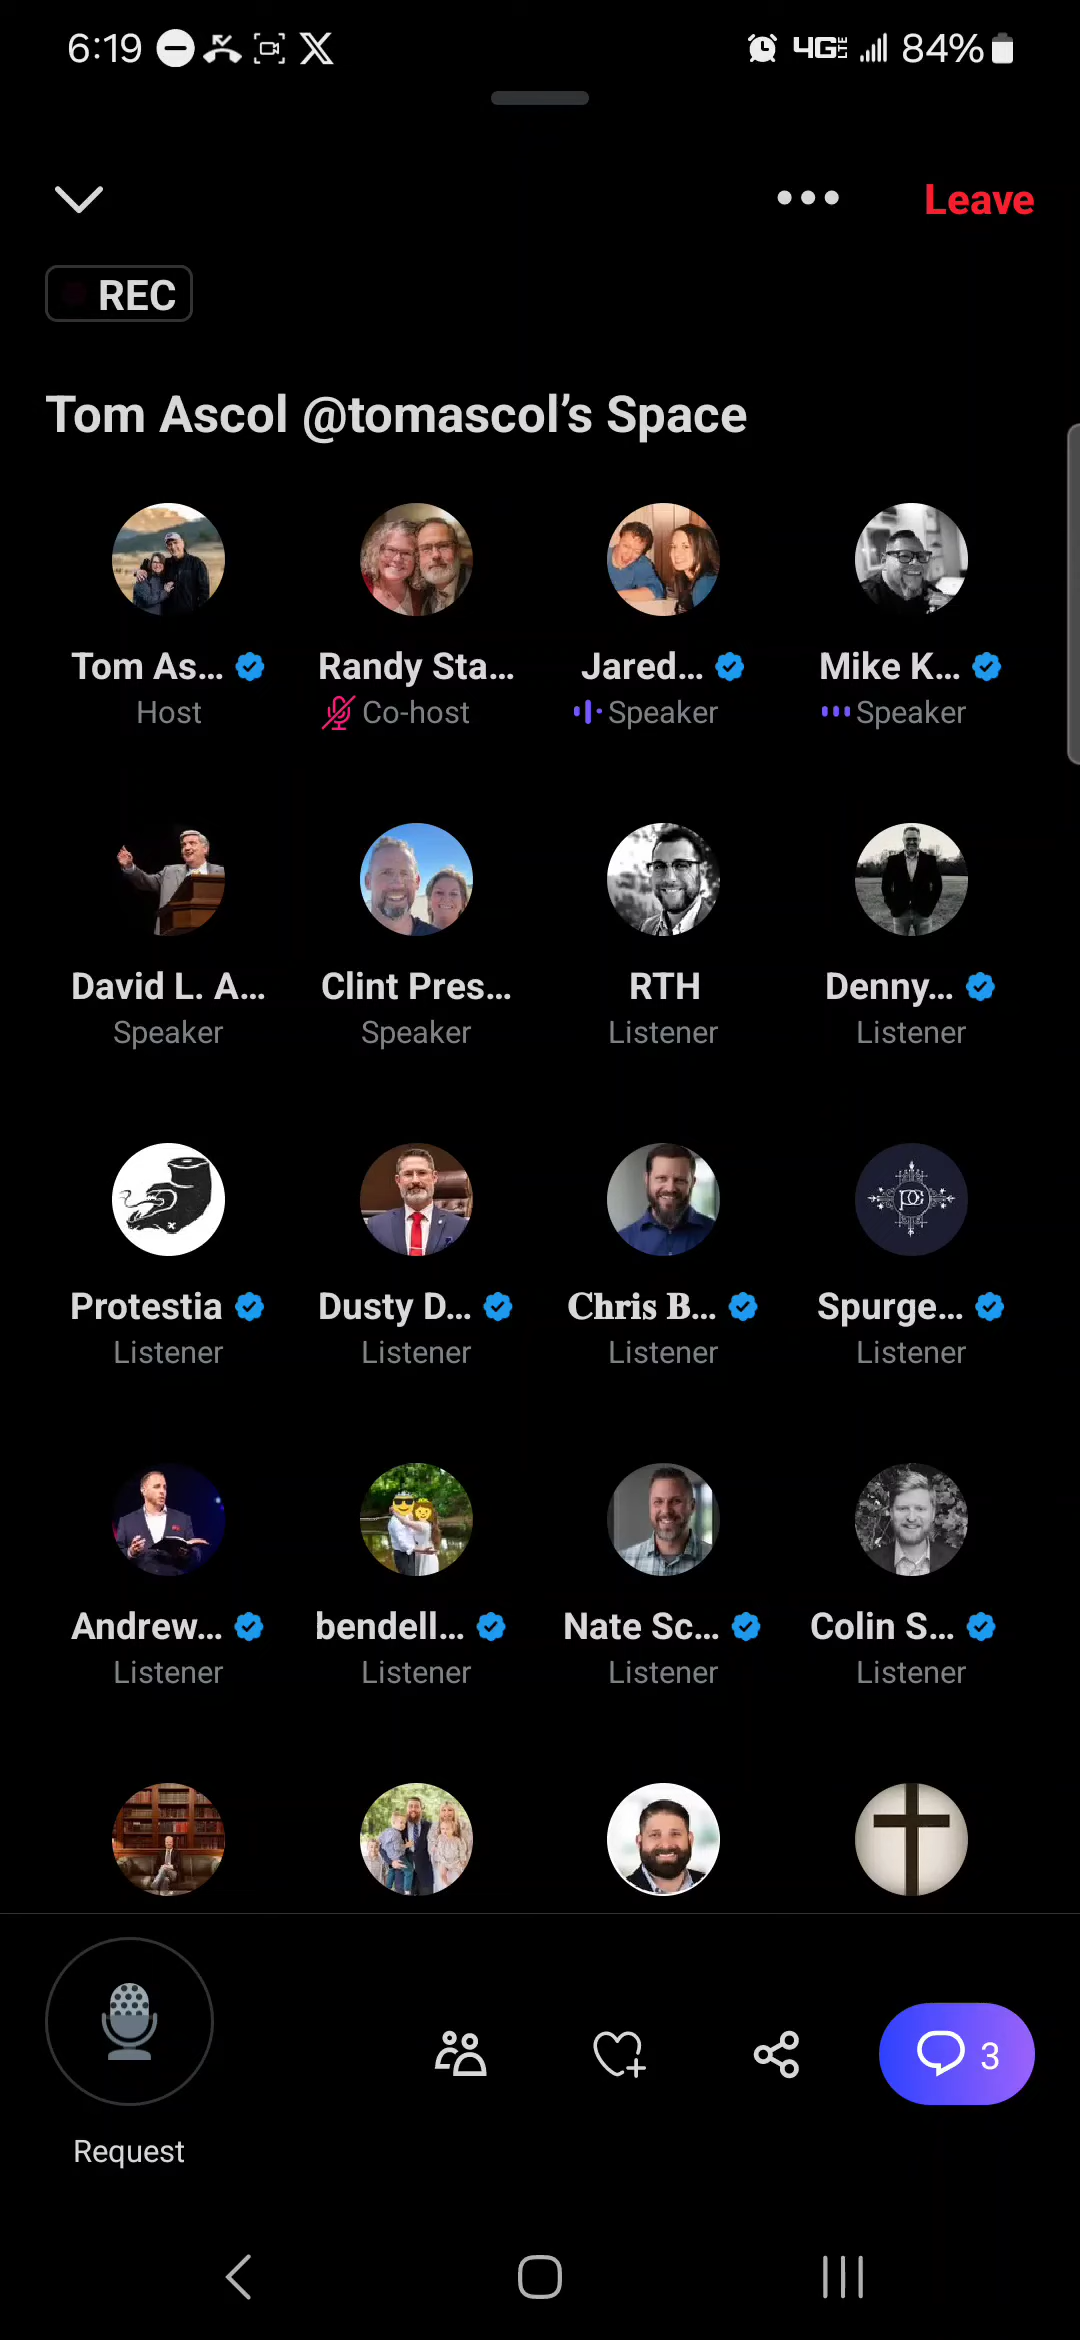 6:19 4G LTE 84%
Leave
REC
Tom Ascol @tomascol’s Space
Tom As... Randy Sta... Jared... Mike K...
Host Co-host Speaker Speaker
David L. A... Clint Pres... RTH Denny...
Speaker Speaker Listener Listener
Protestia Dusty D... 𝐂𝐡𝐫𝐢𝐬 𝐁... Spurge...
Listener Listener Listener Listener
Andrew... bendell... Nate Sc... Colin S...
Listener Listener Listener Listener
3
Request